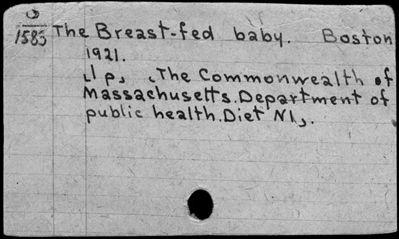 1583 The Breast-fed baby. Boston
1921.
[1 p] [The Commonwealth of
Massachusetts. Department of
public health. Diet N1].